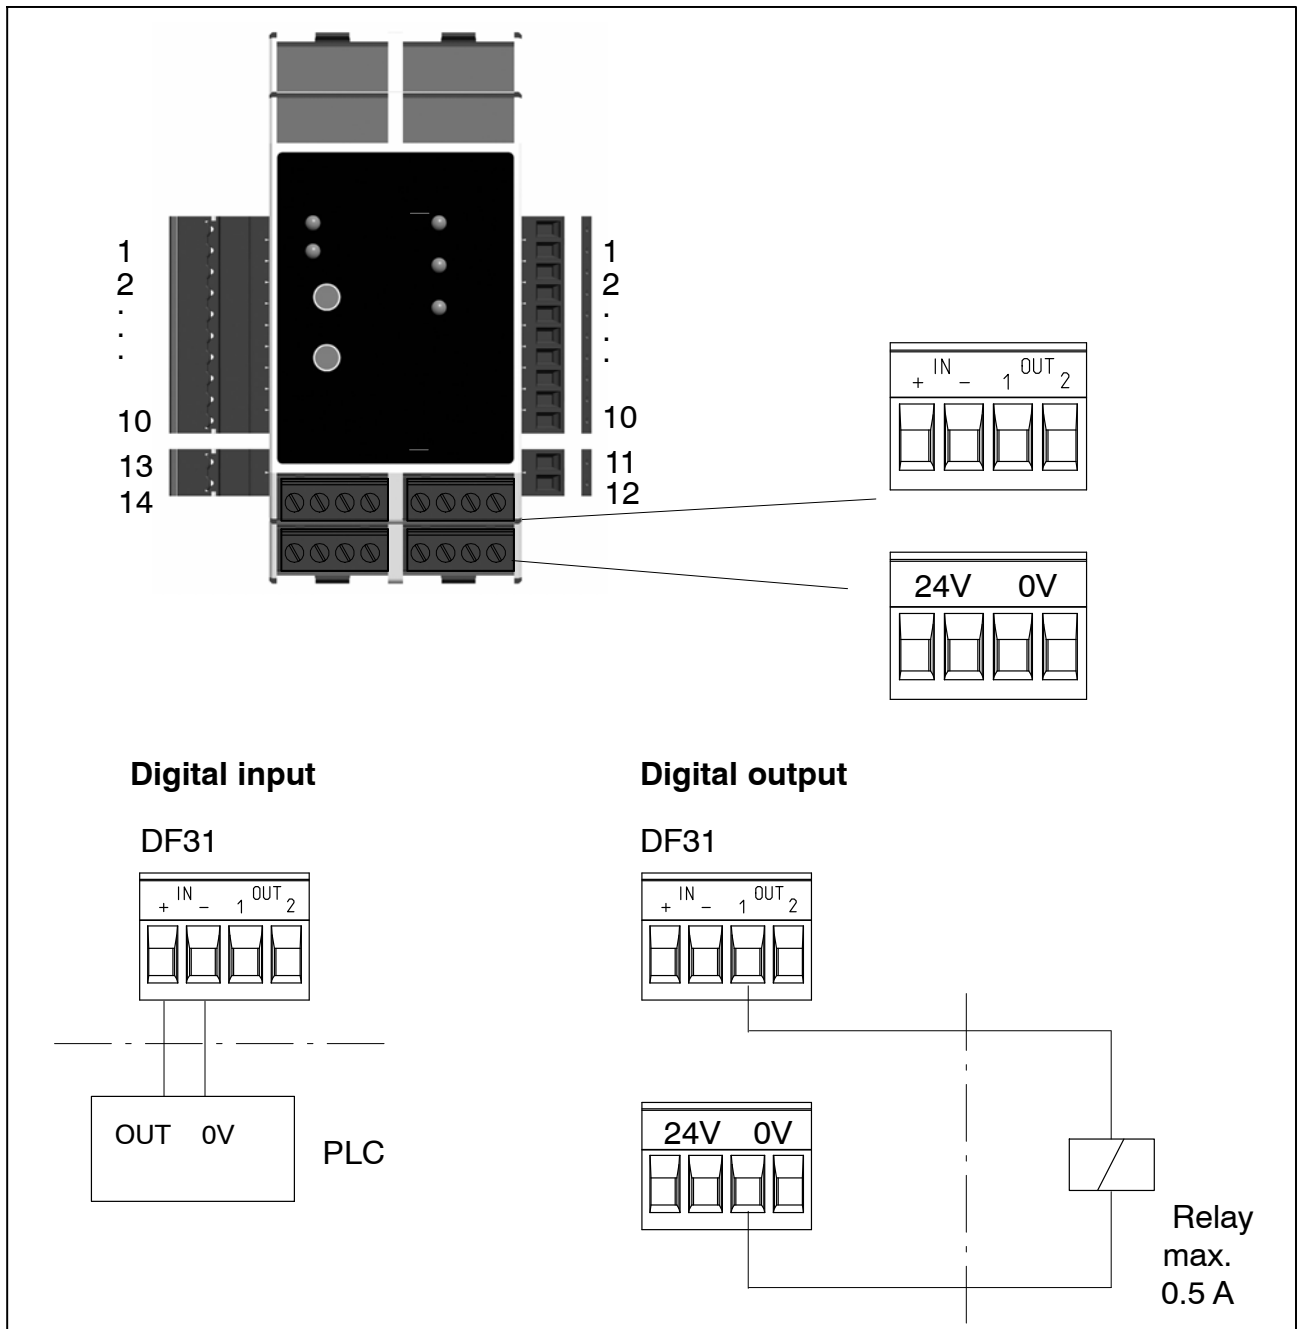 1
2
.
.
.
10
13
14
1
2
.
.
.
10
11
12
IN OUT
+ − 1 2
24V 0V
Digital input
DF31
IN OUT
+ − 1 2
OUT 0V
PLC
Digital output
DF31
IN OUT
+ − 1 2
24V 0V
Relay
max.
0.5 A